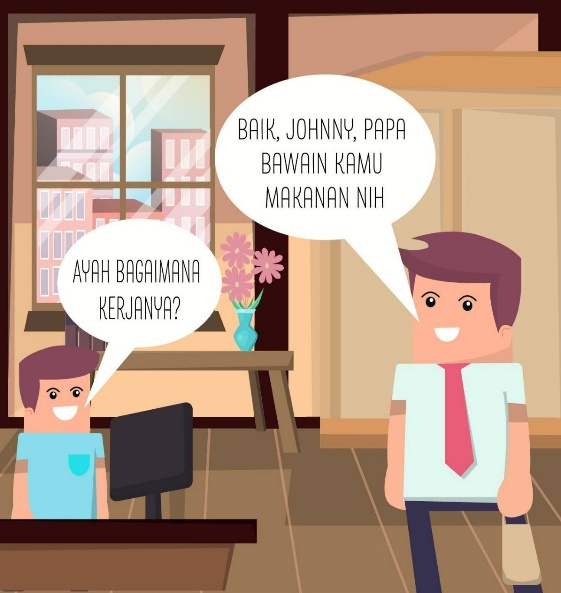 AYAH BAGAIMANA
KERJANYA?
BAIK, JOHNNY, PAPA
BAWAIN KAMU
MAKANAN NIH